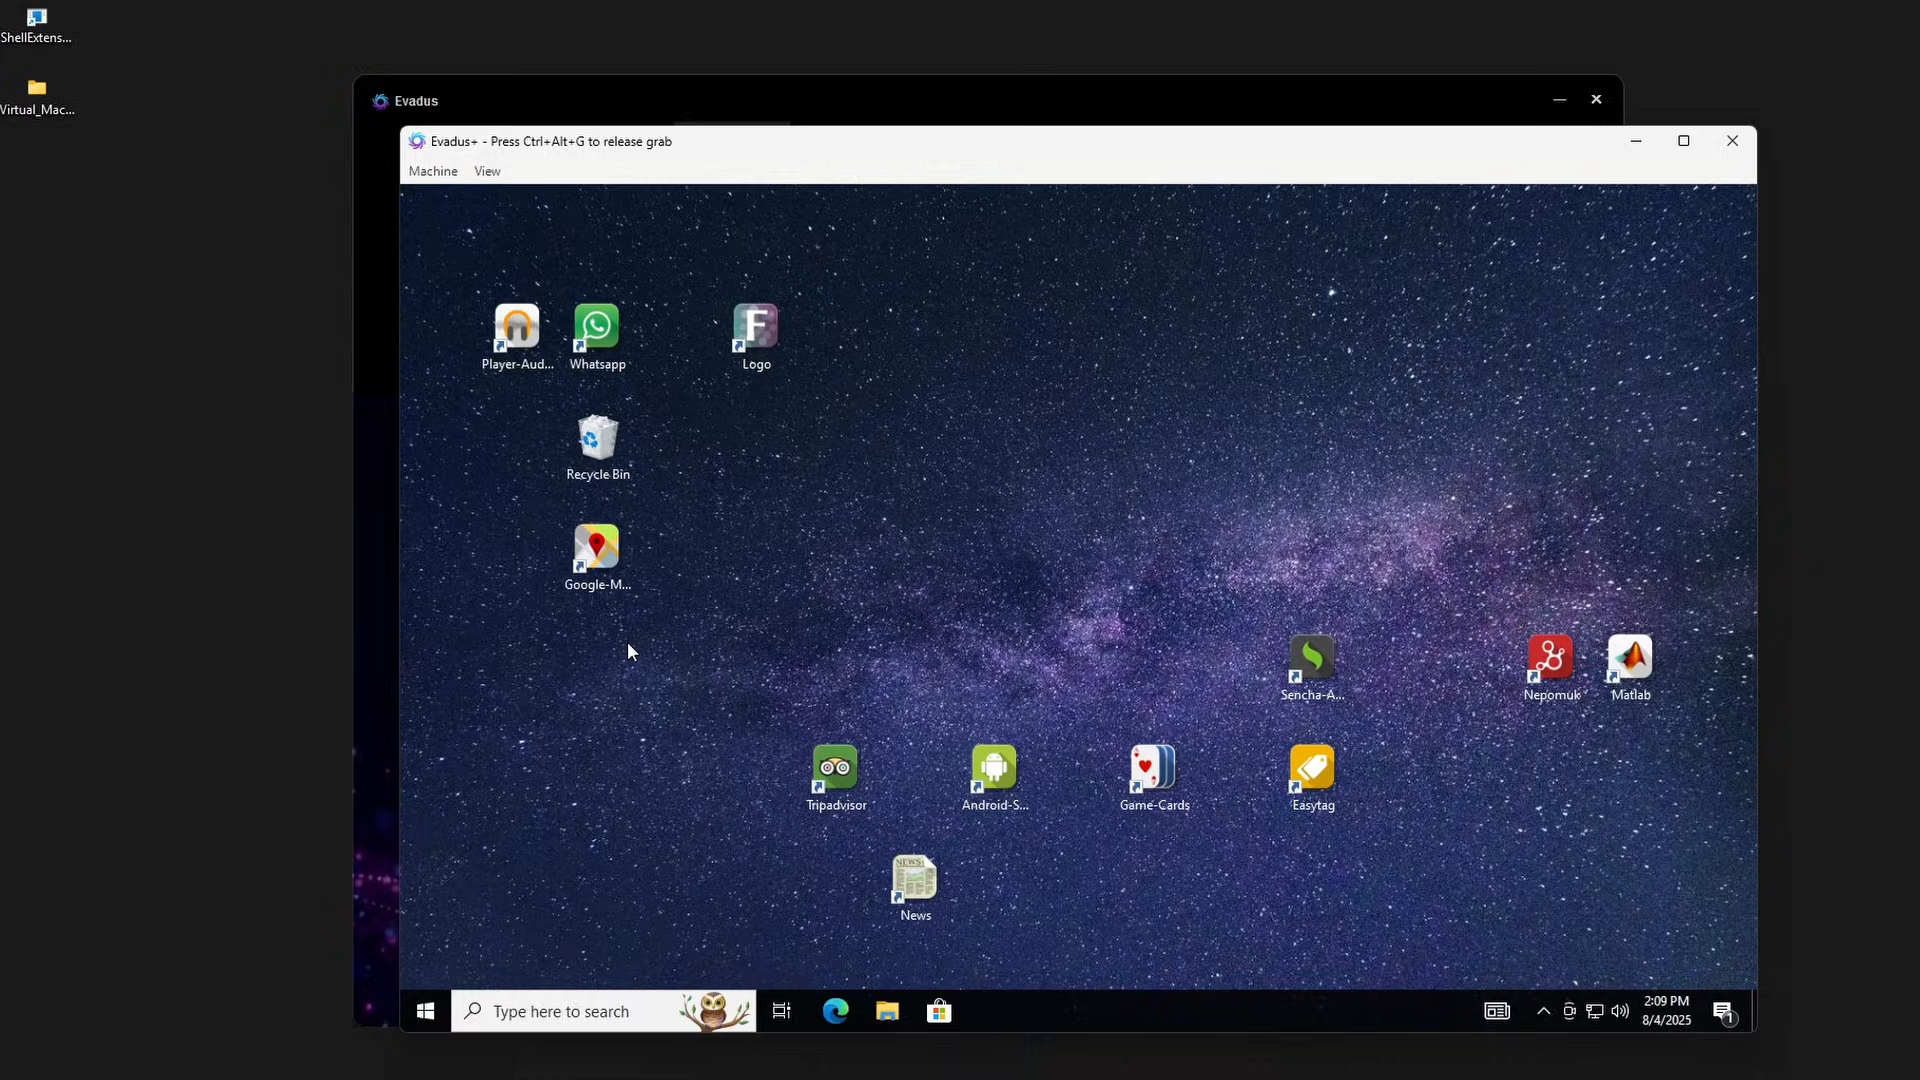 ShellExtens...
Virtual_Mac...
Evadus
Evadus+ - Press Ctrl+Alt+G to release grab
Machine View
Player-Aud... Whatsapp Logo
F
Recycle Bin
Google-M...
Sencha-A... Nepomuk Matlab
Tripadvisor Android-S... Game-Cards Easytag
NEWS
News
Type here to search
2:09 PM
8/4/2025
1